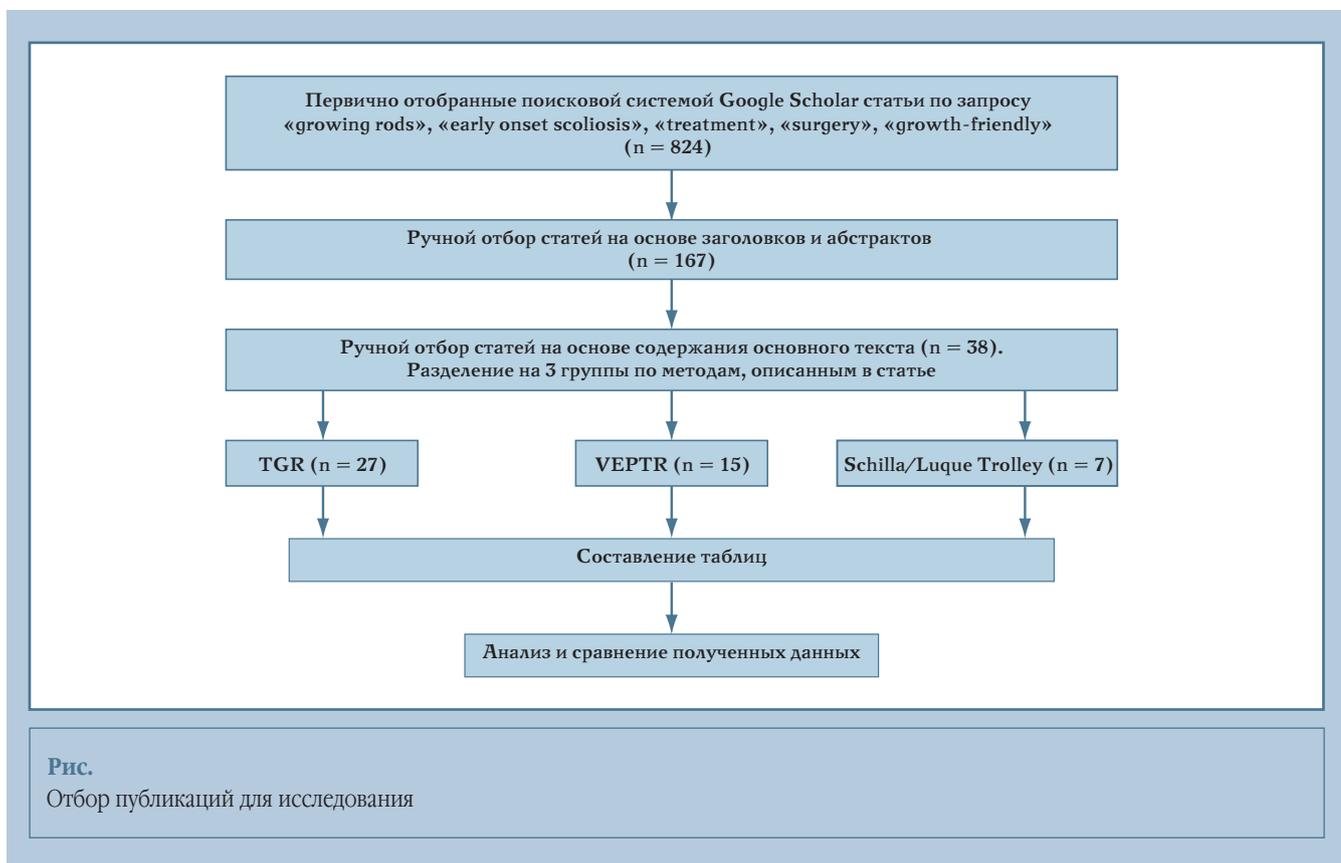 Первично отобранные поисковой системой Google Scholar статьи по запросу
«growing rods», «early onset scoliosis», «treatment», «surgery», «growth-friendly»
(n = 824)
Ручной отбор статей на основе заголовков и абстрактов
(n = 167)
Ручной отбор статей на основе содержания основного текста (n = 38).
Разделение на 3 группы по методам, описанным в статье
TGR (n = 27)
VEPTR (n = 15)
Schilla/Luque Trolley (n = 7)
Составление таблиц
Анализ и сравнение полученных данных
Рис.
Отбор публикаций для исследования